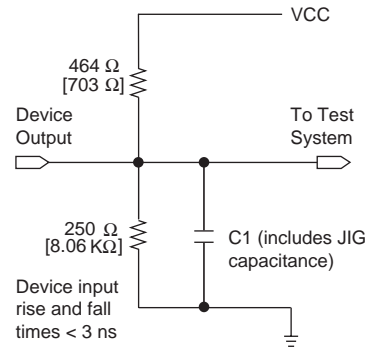 VCC
464 Ω
[703 Ω]
Device
Output
To Test
System
250 Ω
[8.06 KΩ]
C1 (includes JIG
capacitance)
Device input
rise and fall
times < 3 ns